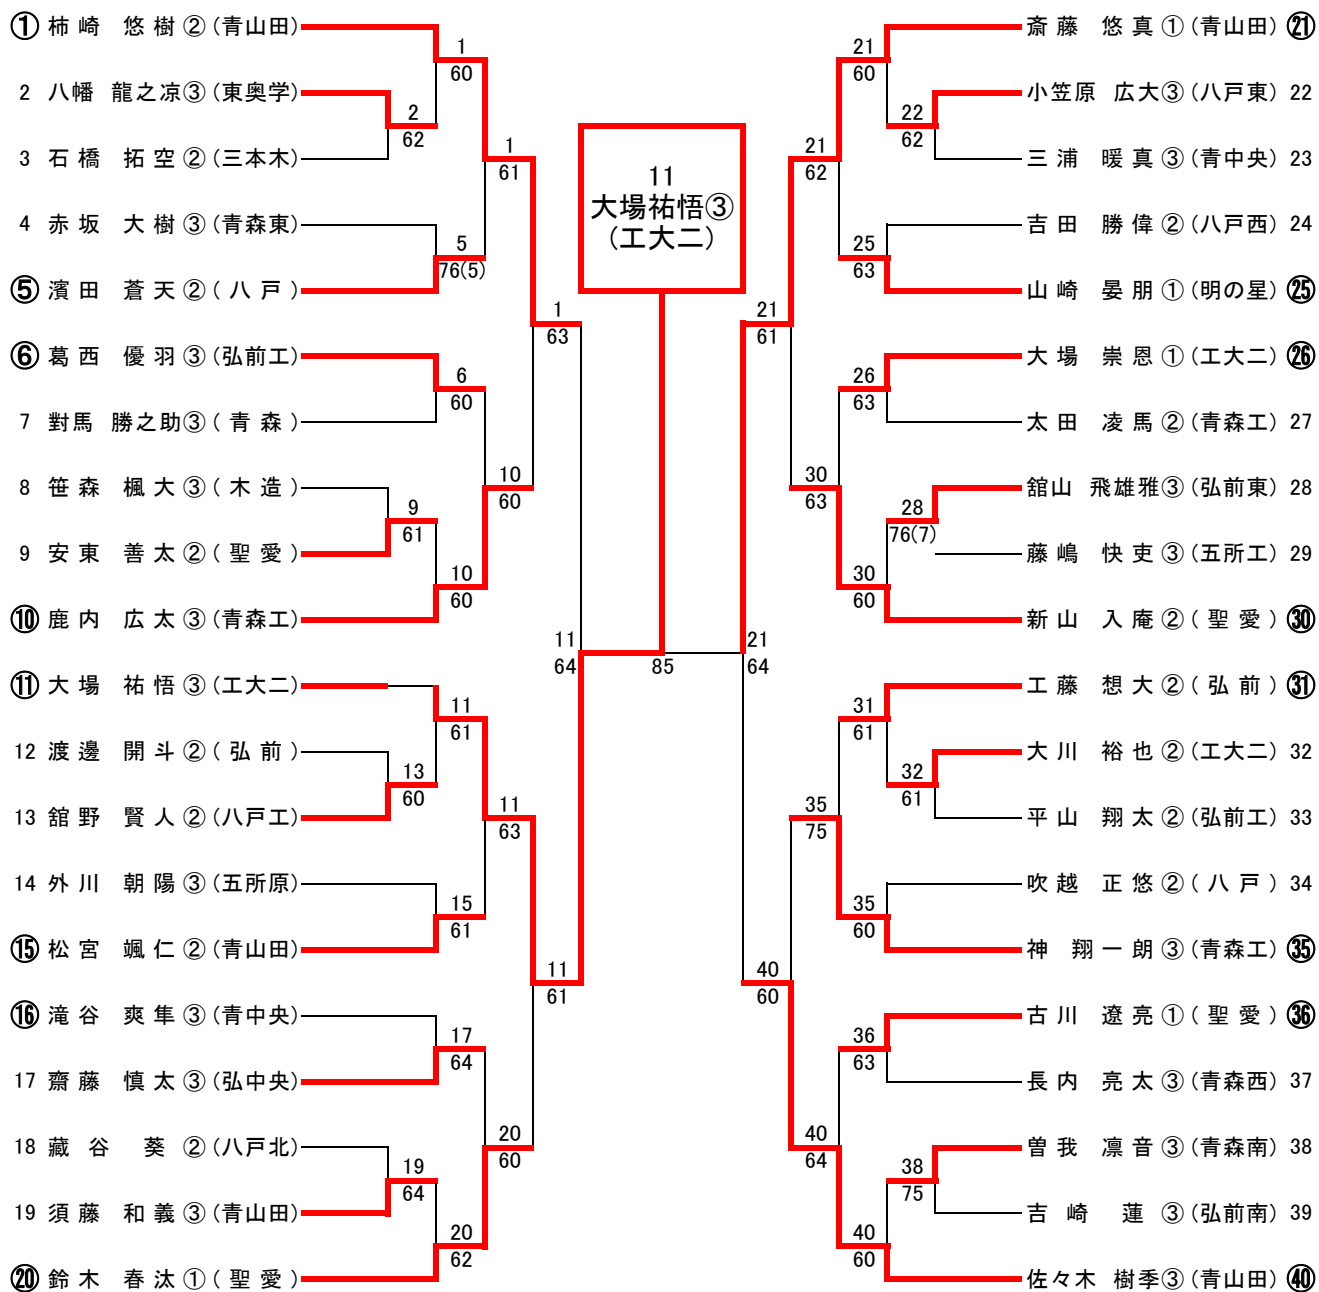 ① 柿崎 悠樹 ② (青山田)
2 八幡 龍之凉 ③ (東奥学)
3 石橋 拓空 ② (三本木)
4 赤坂 大樹 ③ (青森東)
⑤ 濱田 蒼天 ② (八戸)
⑥ 葛西 優羽 ③ (弘前工)
7 對馬 勝之助 ③ (青森)
8 笹森 楓大 ③ (木造)
9 安東 善太 ② (聖愛)
⑩ 鹿内 広太 ③ (青森工)
⑪ 大場 祐悟 ③ (工大二)
12 渡邊 開斗 ② (弘前)
13 舘野 賢人 ② (八戸工)
14 外川 朝陽 ③ (五所原)
⑮ 松宮 颯仁 ② (青山田)
⑯ 滝谷 爽隼 ③ (青中央)
17 齋藤 慎太 ③ (弘中央)
18 藏谷 葵 ② (八戸北)
19 須藤 和義 ③ (青山田)
⑳ 鈴木 春汰 ① (聖愛)
2
62
9
61
13
60
19
64
1
60
5
76(5)
6
60
10
60
11
61
15
61
17
64
20
62
1
61
10
60
11
63
20
60
1
63
11
61
11
64
11
大場祐悟③
(工大二)
85
21
64
21
61
40
60
21
62
30
63
35
75
40
64
21
60
25
63
26
63
30
60
31
61
35
60
36
63
40
60
22
62
28
76(7)
32
61
38
75
斎藤 悠真 ① (青山田) ㉑
小笠原 広大 ③ (八戸東) 22
三浦 暖真 ③ (青中央) 23
吉田 勝偉 ② (八戸西) 24
山崎 晏朋 ① (明の星) ㉕
大場 崇恩 ① (工大二) ㉖
太田 凌馬 ② (青森工) 27
舘山 飛雄雅 ③ (弘前東) 28
藤嶋 快吏 ③ (五所工) 29
新山 入庵 ② (聖愛) ㉚
工藤 想大 ② (弘前) ㉛
大川 裕也 ② (工大二) 32
平山 翔太 ② (弘前工) 33
吹越 正悠 ② (八戸) 34
神 翔一朗 ③ (青森工) ㉟
古川 遼亮 ① (聖愛) ㊱
長内 亮太 ③ (青森西) 37
曽我 凛音 ③ (青森南) 38
吉崎 蓮 ③ (弘前南) 39
佐々木 樹季 ③ (青山田) ㊵